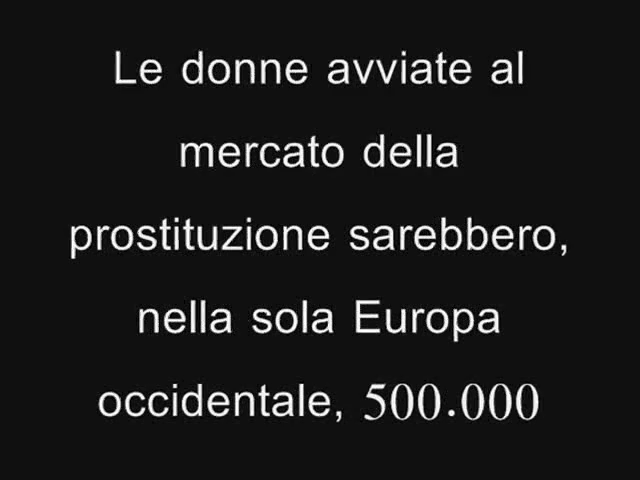 Le donne avviate al
mercato della
prostituzione sarebbero,
nella sola Europa
occidentale, 500.000